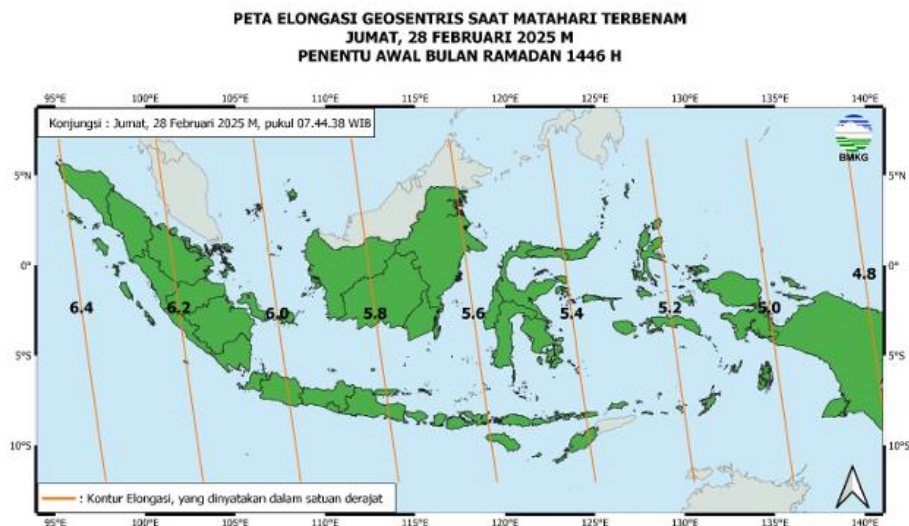 PETA ELONGASI GEOSENTRIS SAAT MATAHARI TERBENAM
JUMAT, 28 FEBRUARI 2025 M
PENENTU AWAL BULAN RAMADAN 1446 H
95°E 100°E 105°E 110°E 115°E 120°E 125°E 130°E 135°E 140°E
Konjungsi : Jumat, 28 Februari 2025 M, pukul 07.44.38 WIB
BMKG
5°N 5°N
0° 0°
4.8
6.4 6.2 6.0 5.8 5.6 5.4 5.2 5.0
5°S 5°S
10°S 10°S
: Kontur Elongasi, yang dinyatakan dalam satuan derajat
95°E 100°E 105°E 110°E 115°E 120°E 125°E 130°E 135°E 140°E